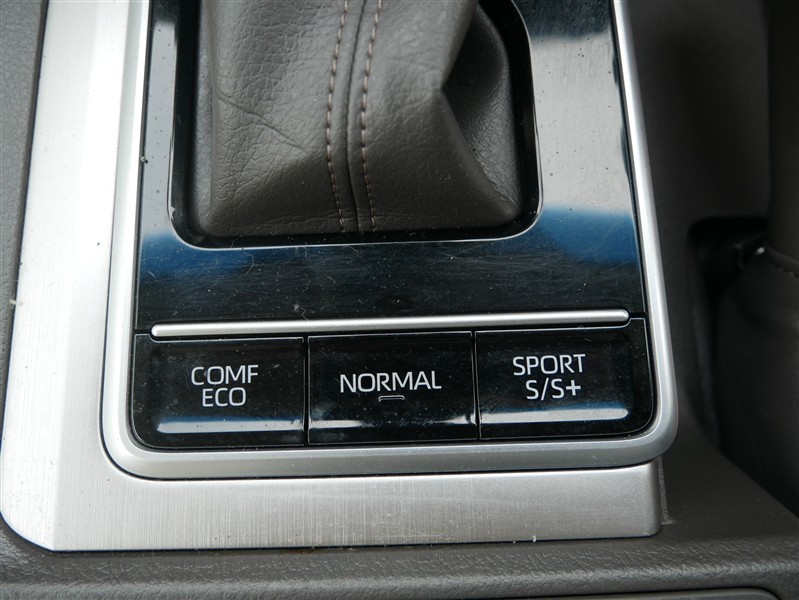 COMF
ECO
NORMAL
SPORT
S/S+